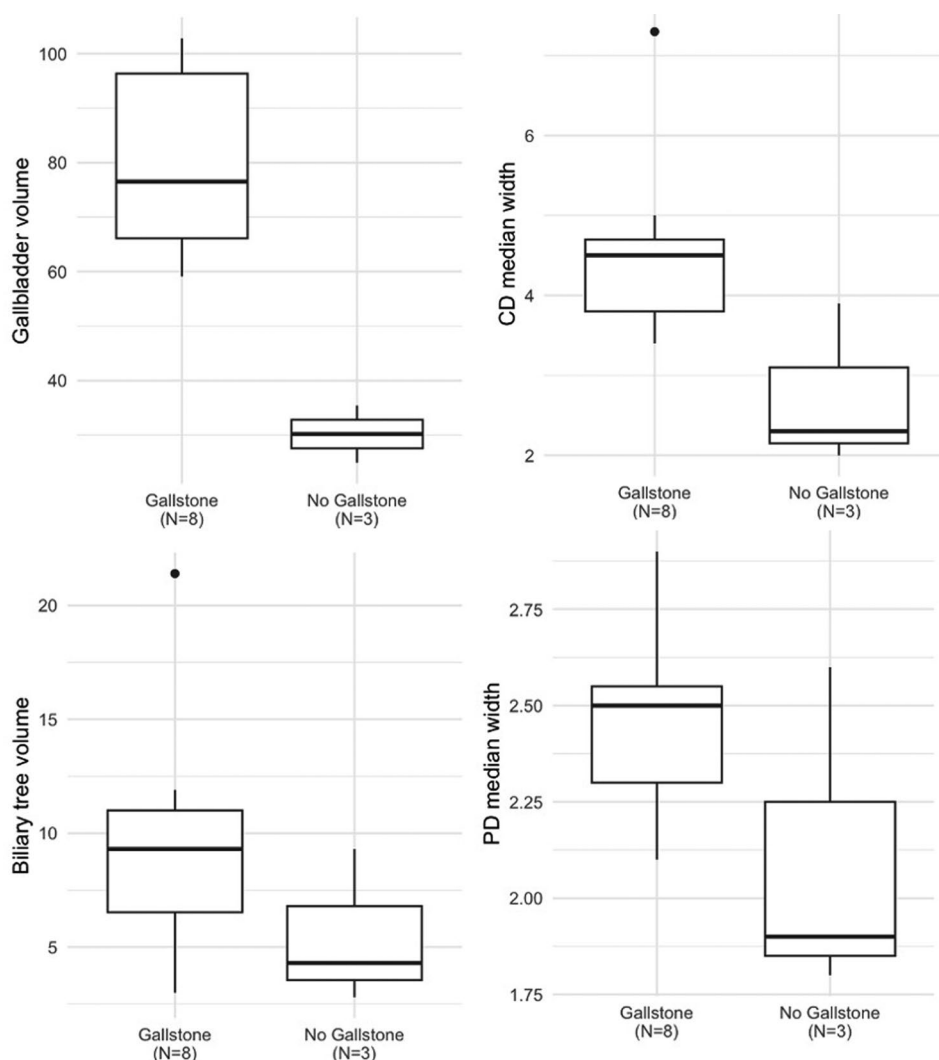 Gallbladder volume
100
80
60
40
Gallstone
(N=8)
No Gallstone
(N=3)
CD median width
6
4
2
Gallstone
(N=8)
No Gallstone
(N=3)
Biliary tree volume
20
15
10
5
Gallstone
(N=8)
No Gallstone
(N=3)
PD median width
2.75
2.50
2.25
2.00
1.75
Gallstone
(N=8)
No Gallstone
(N=3)